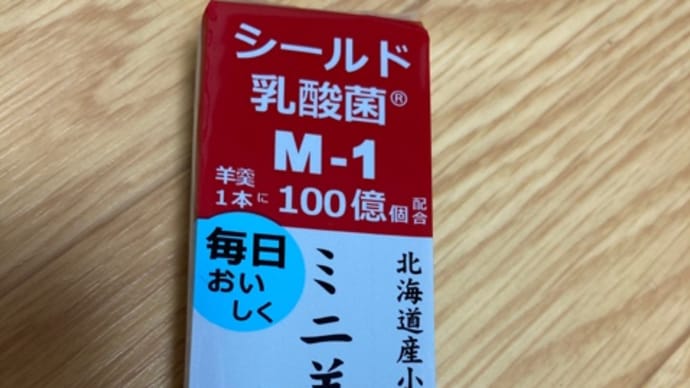 シールド
乳酸菌®
M-1
羊羹
1本に 100億個配合
毎日
おいしく
北海道産小
ミニ羊